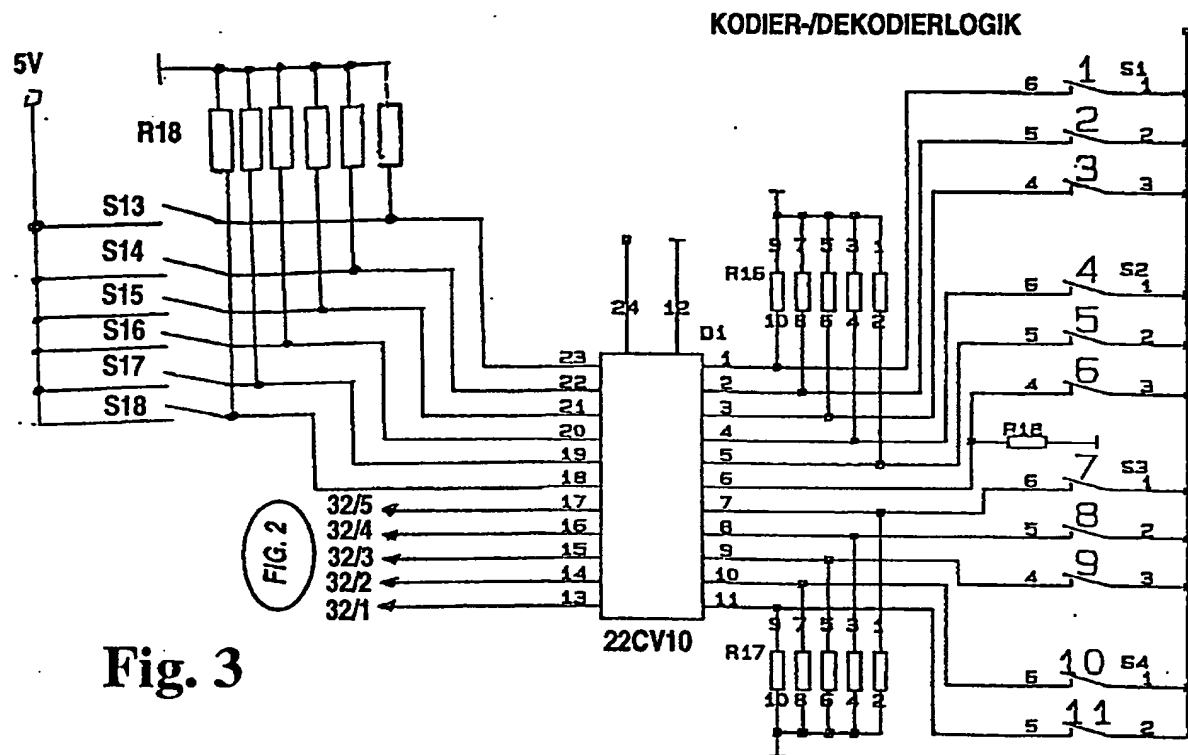 KODIER-/DEKODIERLOGIK
5V
R18
S13
S14
S15
S16
S17
S18
24 12
D1
23
22
21
20
19
18
17
16
15
14
13
1
2
3
4
5
6
7
8
9
10
11
22CV10
32/5
32/4
32/3
32/2
32/1
FIG. 2
R16
9 7 5 3 1
10 8 6 4 2
R17
9 7 5 3 1
10 8 6 4 2
6 1 S1 1
5 2 2
4 3 3
6 4 S2 1
5 5 2
4 6 3
R18
6 7 S3 1
5 8 2
4 9 3
6 10 S4 1
5 11 2
Fig. 3